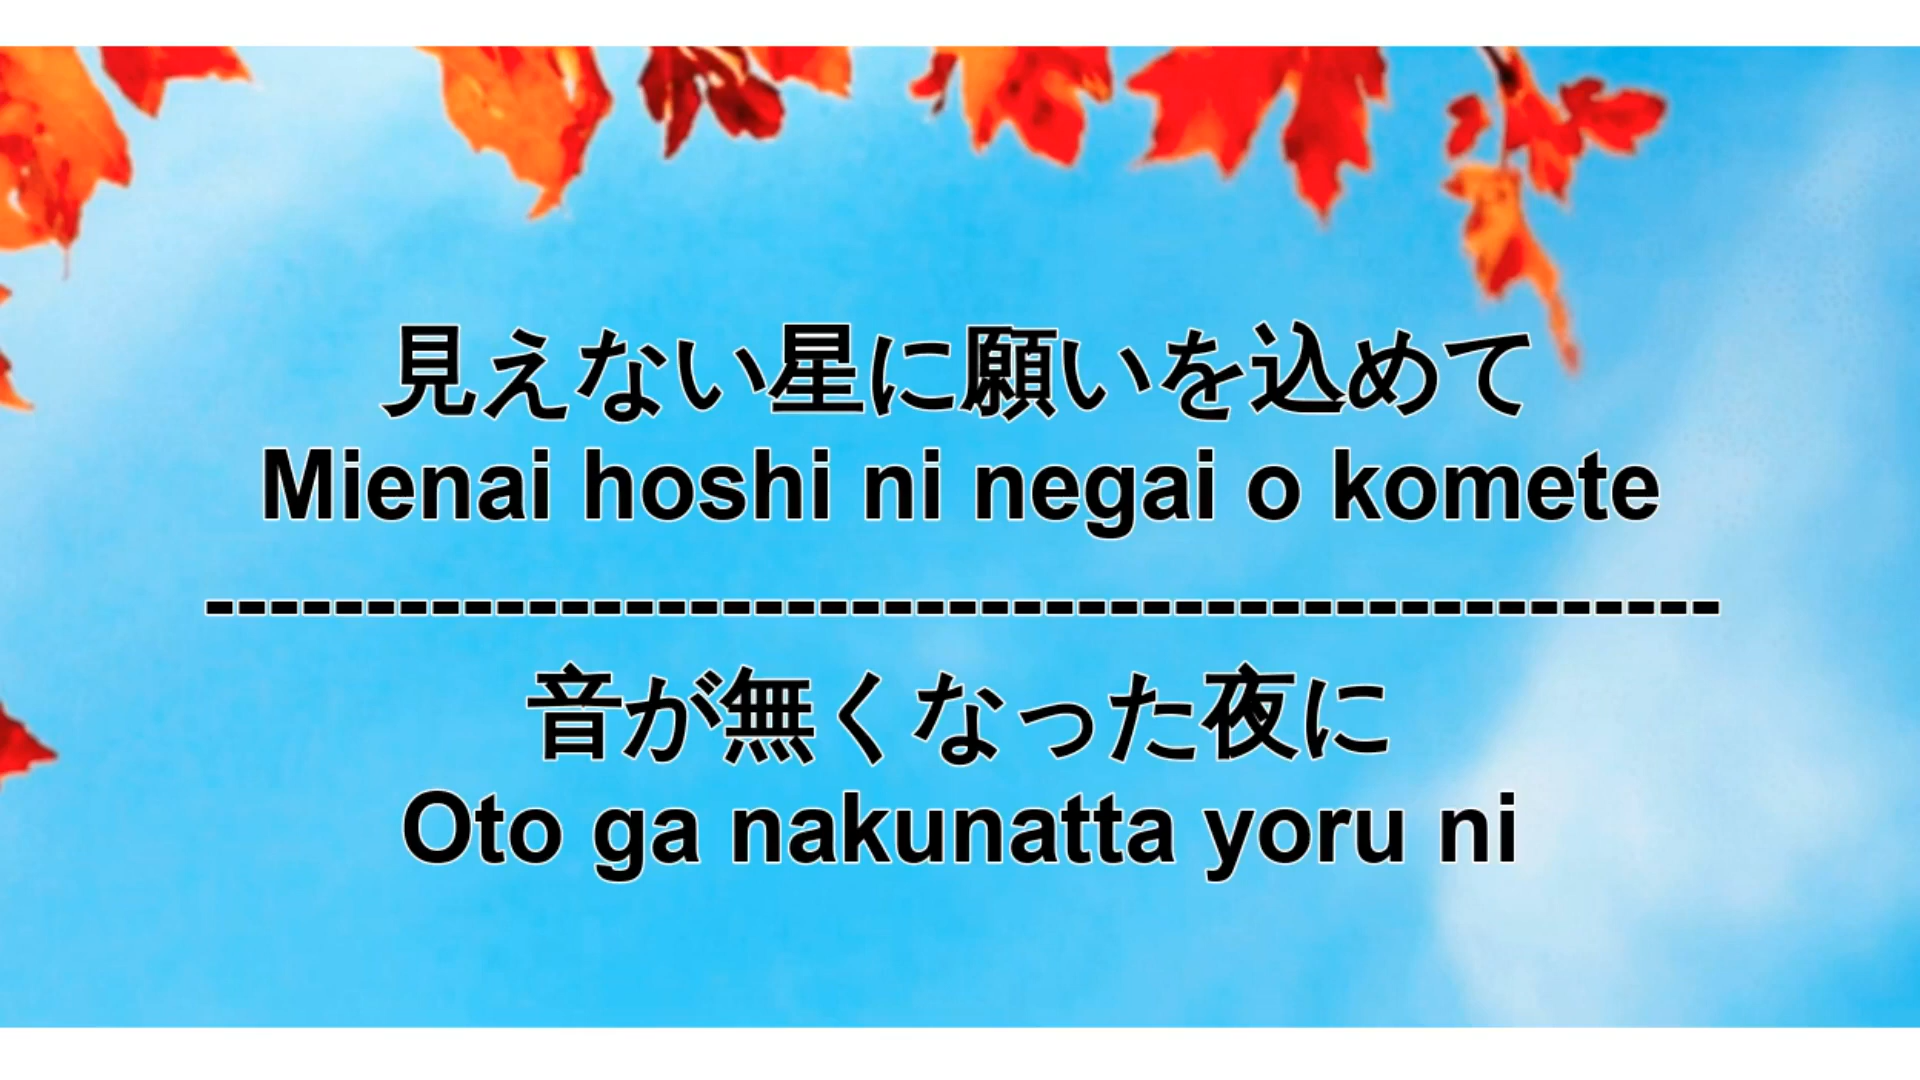 見えない星に願いを込めて
Mienai hoshi ni negai o komete
-----------------------------------------------
音が無くなった夜に
Oto ga nakunatta yoru ni